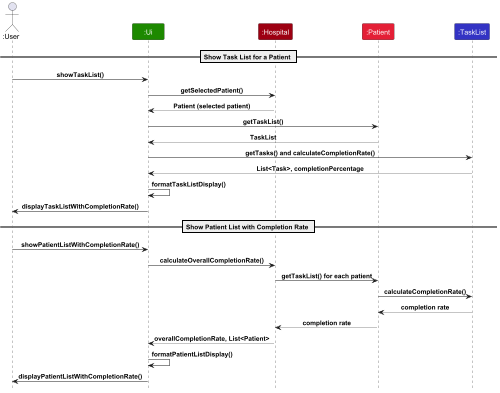 :User
:Ui
:Hospital
:Patient
:TaskList
Show Task List for a Patient
showTaskList()
getSelectedPatient()
Patient (selected patient)
getTaskList()
TaskList
getTasks() and calculateCompletionRate()
List<Task>, completionPercentage
formatTaskListDisplay()
displayTaskListWithCompletionRate()
Show Patient List with Completion Rate
showPatientListWithCompletionRate()
calculateOverallCompletionRate()
getTaskList() for each patient
calculateCompletionRate()
completion rate
completion rate
overallCompletionRate, List<Patient>
formatPatientListDisplay()
displayPatientListWithCompletionRate()